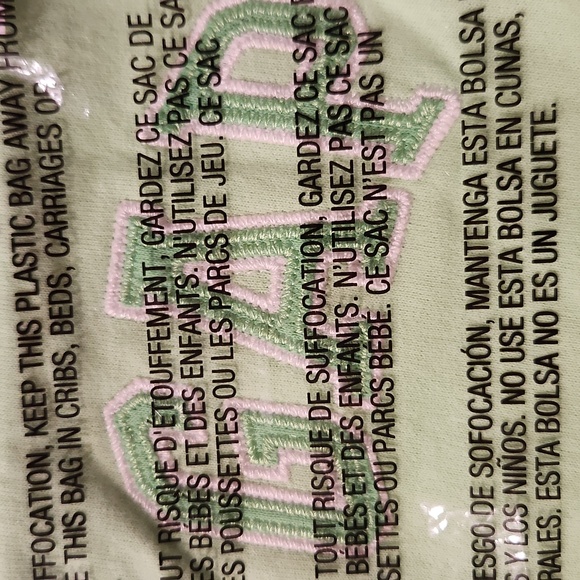 FFOCATION, KEEP THIS PLASTIC BAG AWAY FROM
E THIS BAG IN CRIBS, BEDS, CARRIAGES OR
UT RISQUE D'ÉTOUFFEMENT, GARDEZ CE SAC DE
ES BÉBÉS ET DES ENFANTS. N'UTILISEZ PAS CE SA
ES POUSSETTES OU LES PARCS DE JEU. CE SAC
TOUT RISQUE DE SUFFOCATION, GARDEZ CE SAC
BÉBÉS ET DES ENFANTS. N'UTILISEZ PAS CE SAC
SETTES OU PARCS BÉBÉ. CE SAC N'EST PAS UN
ESGO DE SOFOCACIÓN, MANTENGA ESTA BOLSA
S Y LOS NIÑOS. NO USE ESTA BOLSA EN CUNAS,
RALES. ESTA BOLSA NO ES UN JUGUETE.
GAP